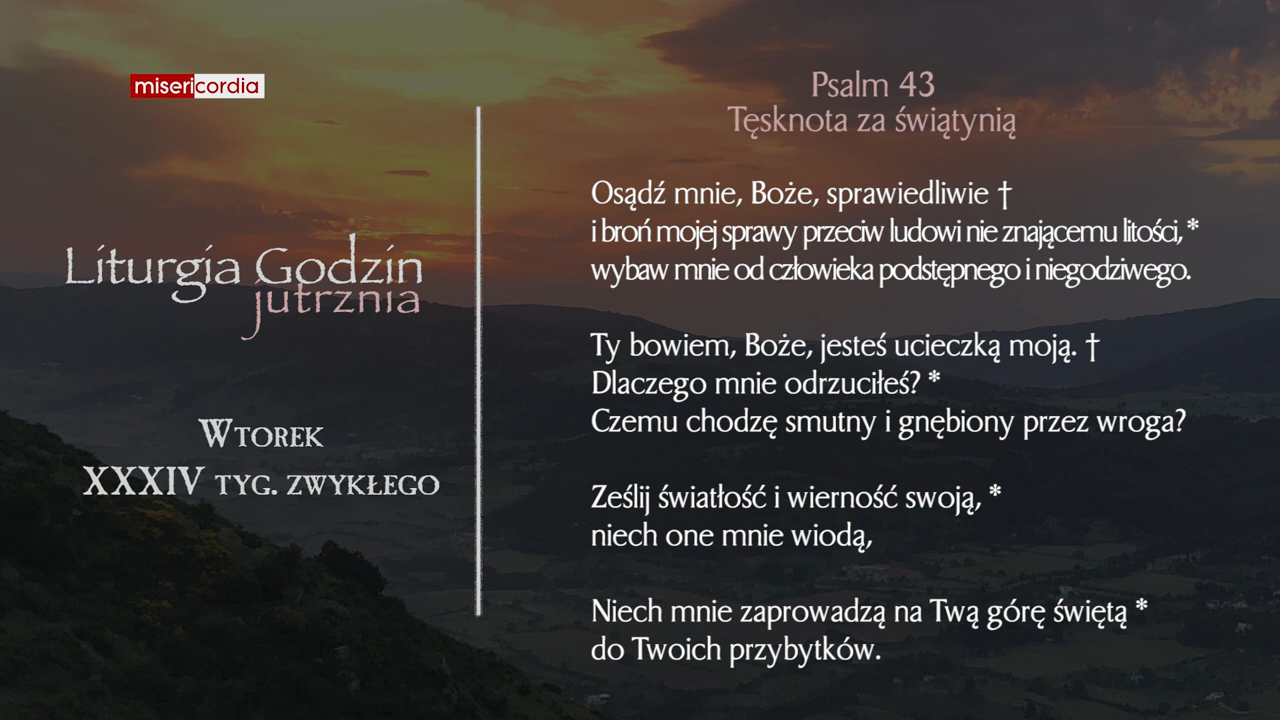 misericordia
Liturgia Godzin
jutrznia
Wtorek
XXXIV tyg. zwykłego
Psalm 43
Tęsknota za świątynią
Osądź mnie, Boże, sprawiedliwie †
i broń mojej sprawy przeciw ludowi nie znającemu litości, *
wybaw mnie od człowieka podstępnego i niegodziwego.
Ty bowiem, Boże, jesteś ucieczką moją. †
Dlaczego mnie odrzuciłeś? *
Czemu chodzę smutny i gnębiony przez wroga?
Ześlij światłość i wierność swoją, *
niech one mnie wiodą,
Niech mnie zaprowadzą na Twą górę świętą *
do Twoich przybytków.